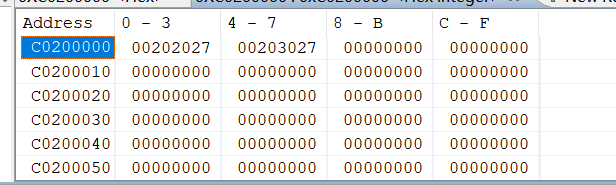 Address 0 - 3 4 - 7 8 - B C - F
C0200000 00202027 00203027 00000000 00000000
C0200010 00000000 00000000 00000000 00000000
C0200020 00000000 00000000 00000000 00000000
C0200030 00000000 00000000 00000000 00000000
C0200040 00000000 00000000 00000000 00000000
C0200050 00000000 00000000 00000000 00000000